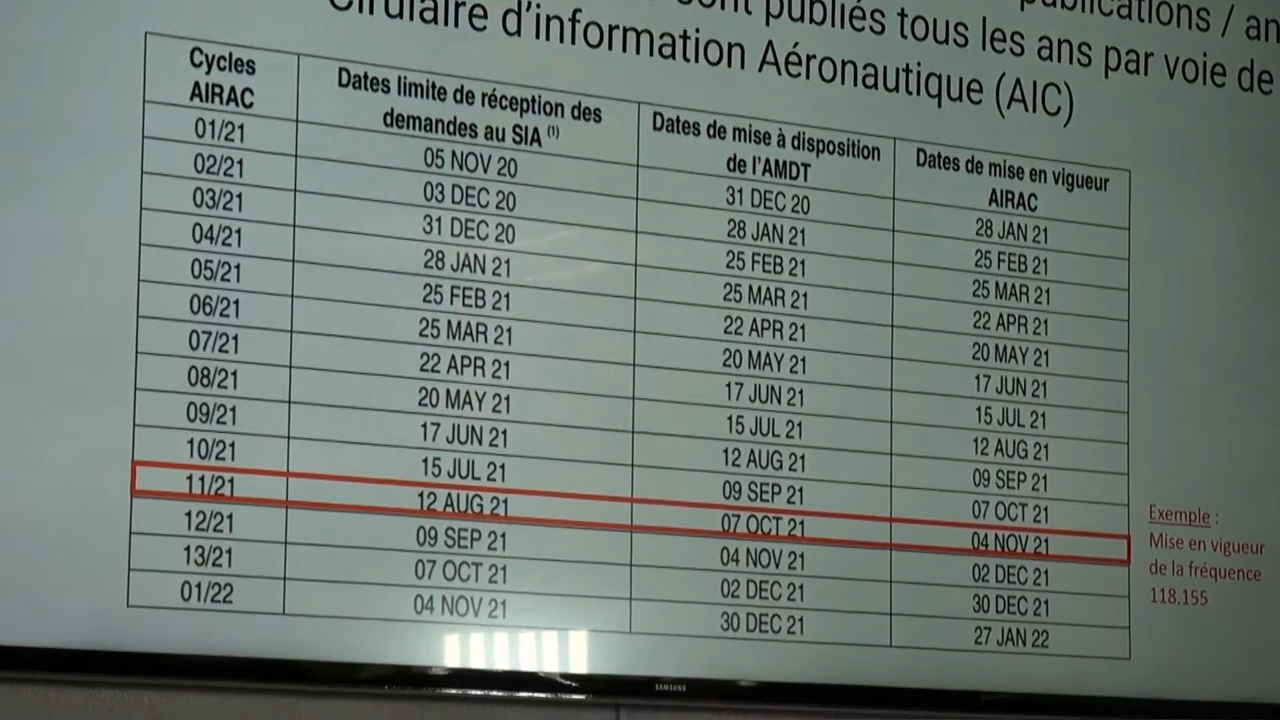 publications / an
sont publiés tous les ans par voie de
Cirulaire d'information Aéronautique (AIC)
Cycles AIRAC | Dates limite de réception des demandes au SIA (1) | Dates de mise à disposition de l'AMDT | Dates de mise en vigueur AIRAC
01/21 | 05 NOV 20 | 31 DEC 20 | 28 JAN 21
02/21 | 03 DEC 20 | 28 JAN 21 | 25 FEB 21
03/21 | 31 DEC 20 | 25 FEB 21 | 25 MAR 21
04/21 | 28 JAN 21 | 25 MAR 21 | 22 APR 21
05/21 | 25 FEB 21 | 22 APR 21 | 20 MAY 21
06/21 | 25 MAR 21 | 20 MAY 21 | 17 JUN 21
07/21 | 22 APR 21 | 17 JUN 21 | 15 JUL 21
08/21 | 20 MAY 21 | 15 JUL 21 | 12 AUG 21
09/21 | 17 JUN 21 | 12 AUG 21 | 09 SEP 21
10/21 | 15 JUL 21 | 09 SEP 21 | 07 OCT 21
11/21 | 12 AUG 21 | 07 OCT 21 | 04 NOV 21
12/21 | 09 SEP 21 | 04 NOV 21 | 02 DEC 21
13/21 | 07 OCT 21 | 02 DEC 21 | 30 DEC 21
01/22 | 04 NOV 21 | 30 DEC 21 | 27 JAN 22
Exemple :
Mise en vigueur
de la fréquence
118.155
SAMSUNG